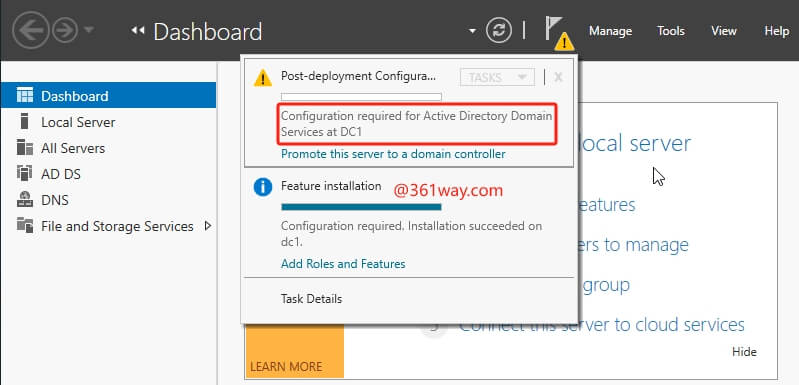 Dashboard
Manage
Tools
View
Help
Dashboard
Local Server
All Servers
AD DS
DNS
File and Storage Services
Post-deployment Configura...
TASKS
X
Configuration required for Active Directory Domain
Services at DC1
Promote this server to a domain controller
Feature installation
@361way.com
Configuration required. Installation succeeded on
dc1.
Add Roles and Features
Task Details
local server
eatures
ers to manage
group
5 Connect this server to cloud services
Hide
LEARN MORE